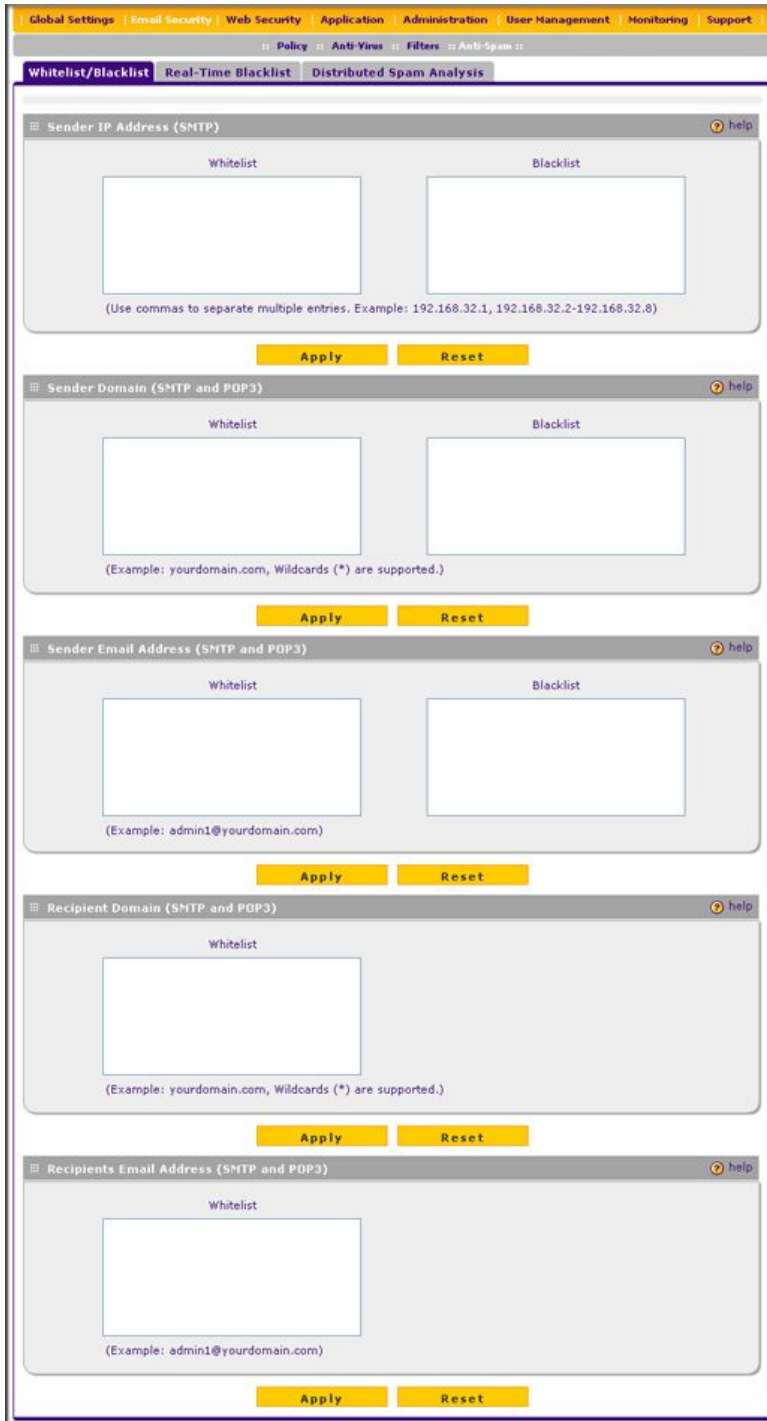 | Global Settings | Email Security | Web Security | Application | Administration | User Management | Monitoring | Support |
:: Policy :: Anti-Virus :: Filters :: Anti-Spam ::
Whitelist/Blacklist Real-Time Blacklist Distributed Spam Analysis
Sender IP Address (SMTP) ? help
Whitelist Blacklist
(Use commas to separate multiple entries. Example: 192.168.32.1, 192.168.32.2-192.168.32.8)
Apply Reset
Sender Domain (SMTP and POP3) ? help
Whitelist Blacklist
(Example: yourdomain.com, Wildcards (*) are supported.)
Apply Reset
Sender Email Address (SMTP and POP3) ? help
Whitelist Blacklist
(Example: admin1@yourdomain.com)
Apply Reset
Recipient Domain (SMTP and POP3) ? help
Whitelist
(Example: yourdomain.com, Wildcards (*) are supported.)
Apply Reset
Recipients Email Address (SMTP and POP3) ? help
Whitelist
(Example: admin1@yourdomain.com)
Apply Reset